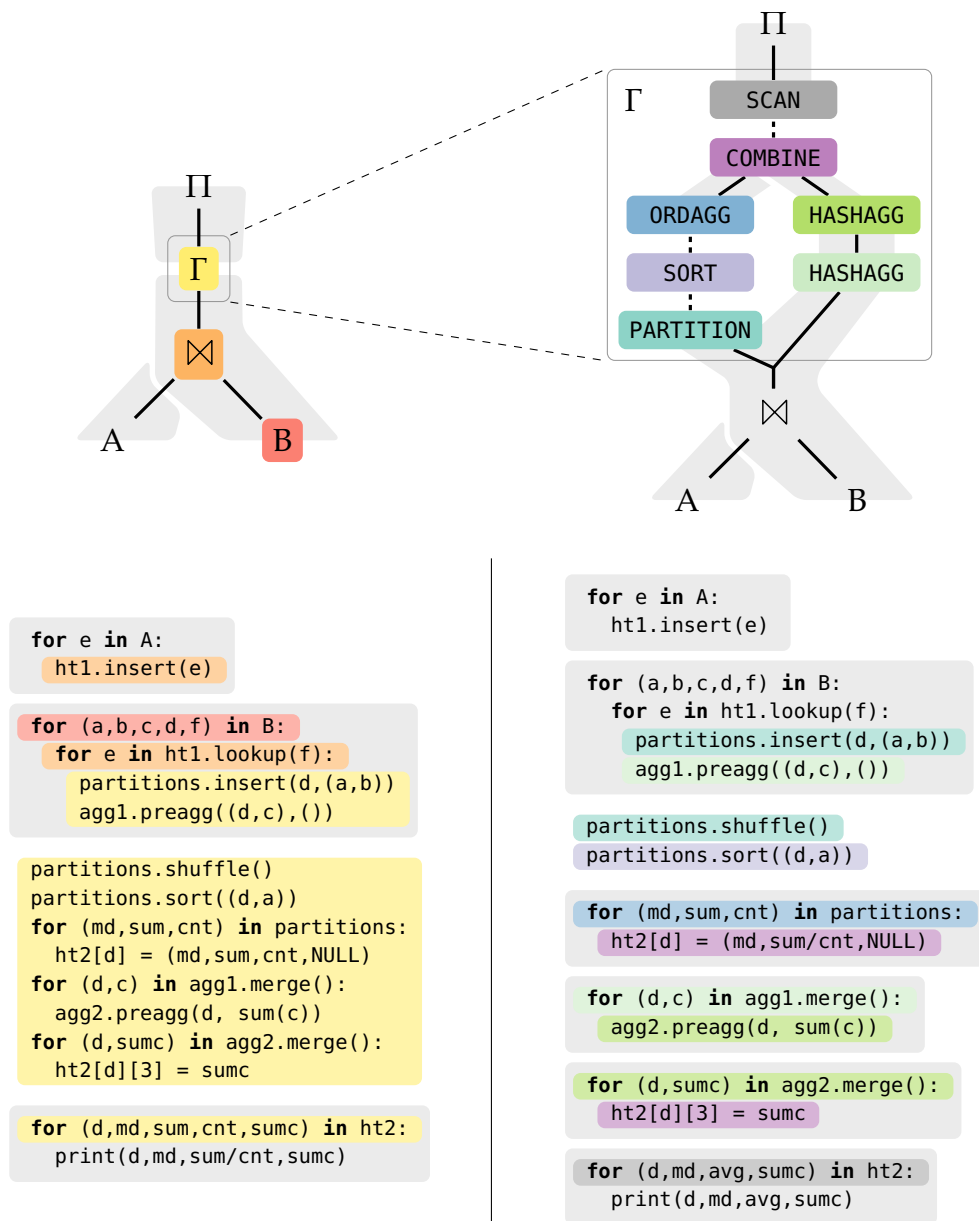 Π
Γ
⋈
A
B
Π
Γ
SCAN
COMBINE
ORDAGG
HASHAGG
SORT
HASHAGG
PARTITION
⋈
A
B
for e in A:
  ht1.insert(e)
for (a,b,c,d,f) in B:
  for e in ht1.lookup(f):
    partitions.insert(d,(a,b))
    agg1.preagg((d,c),())
partitions.shuffle()
partitions.sort((d,a))
for (md,sum,cnt) in partitions:
  ht2[d] = (md,sum,cnt,NULL)
for (d,c) in agg1.merge():
  agg2.preagg(d, sum(c))
for (d,sumc) in agg2.merge():
  ht2[d][3] = sumc
for (d,md,sum,cnt,sumc) in ht2:
  print(d,md,sum/cnt,sumc)
for e in A:
  ht1.insert(e)
for (a,b,c,d,f) in B:
  for e in ht1.lookup(f):
    partitions.insert(d,(a,b))
    agg1.preagg((d,c),())
partitions.shuffle()
partitions.sort((d,a))
for (md,sum,cnt) in partitions:
  ht2[d] = (md,sum/cnt,NULL)
for (d,c) in agg1.merge():
  agg2.preagg(d, sum(c))
for (d,sumc) in agg2.merge():
  ht2[d][3] = sumc
for (d,md,avg,sumc) in ht2:
  print(d,md,avg,sumc)